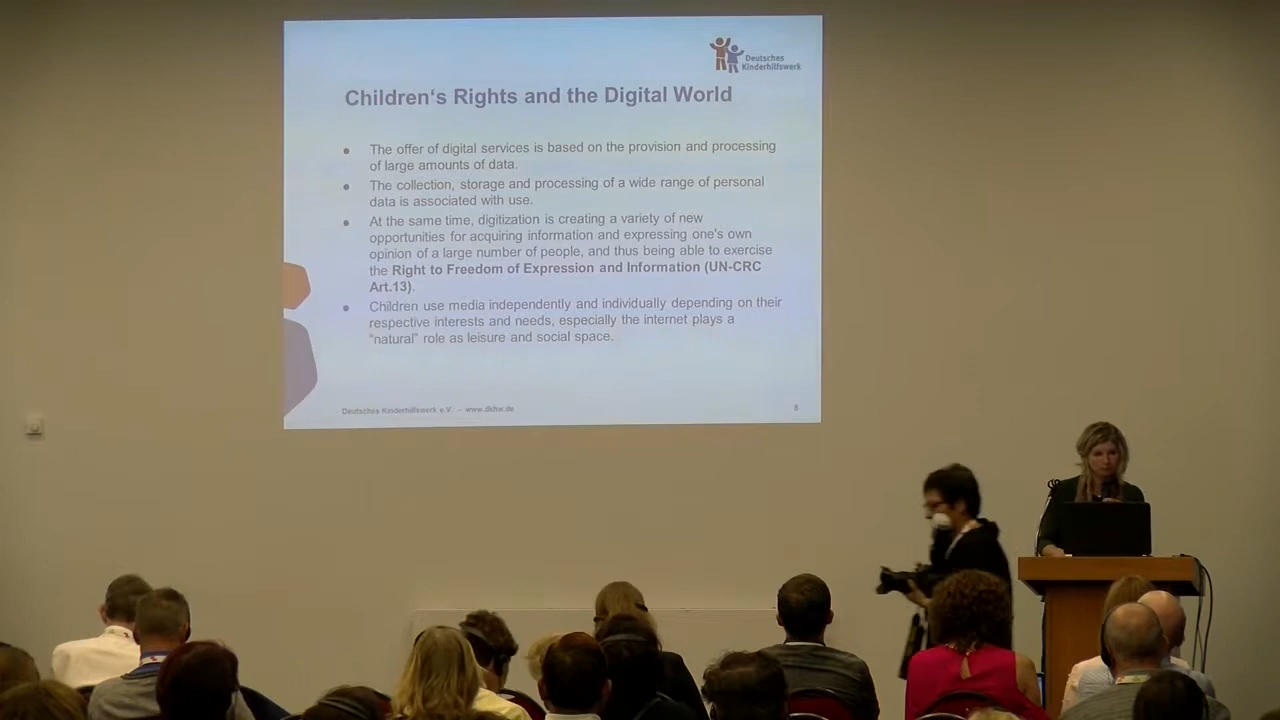 Deutsches
Kinderhilfswerk
Children‘s Rights and the Digital World
● The offer of digital services is based on the provision and processing
of large amounts of data.
● The collection, storage and processing of a wide range of personal
data is associated with use.
● At the same time, digitization is creating a variety of new
opportunities for acquiring information and expressing one's own
opinion of a large number of people, and thus being able to exercise
the Right to Freedom of Expression and Information (UN-CRC
Art.13).
● Children use media independently and individually depending on their
respective interests and needs, especially the internet plays a
“natural” role as leisure and social space.
Deutsches Kinderhilfswerk e.V. – www.dkhw.de
8